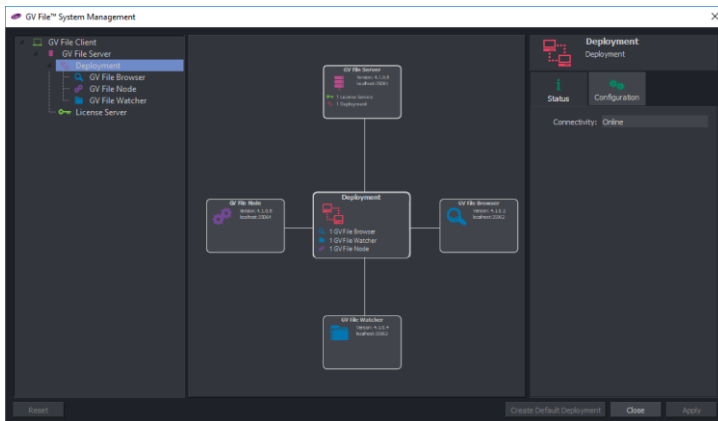 GV File™ System Management
GV File Client
GV File Server
Deployment
GV File Browser
GV File Node
GV File Watcher
License Server
GV File Server
1 License Service
1 Deployment
GV File Node
Deployment
1 GV File Browser
1 GV File Watcher
1 GV File Node
GV File Browser
GV File Watcher
Deployment
Deployment
Status
Configuration
Connectivity: Online
Reset
Create Default Deployment
Close
Apply